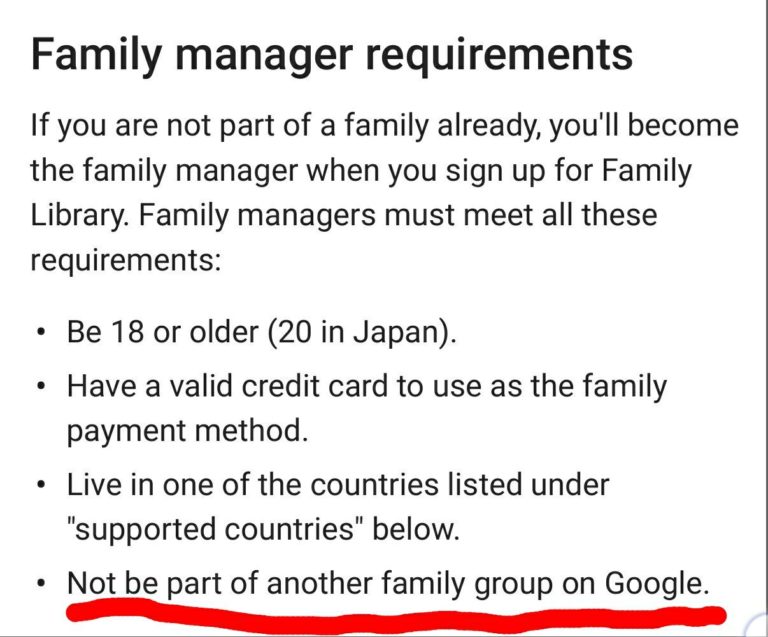 Family manager requirements
If you are not part of a family already, you'll become
the family manager when you sign up for Family
Library. Family managers must meet all these
requirements:
• Be 18 or older (20 in Japan).
• Have a valid credit card to use as the family
payment method.
• Live in one of the countries listed under
"supported countries" below.
• Not be part of another family group on Google.